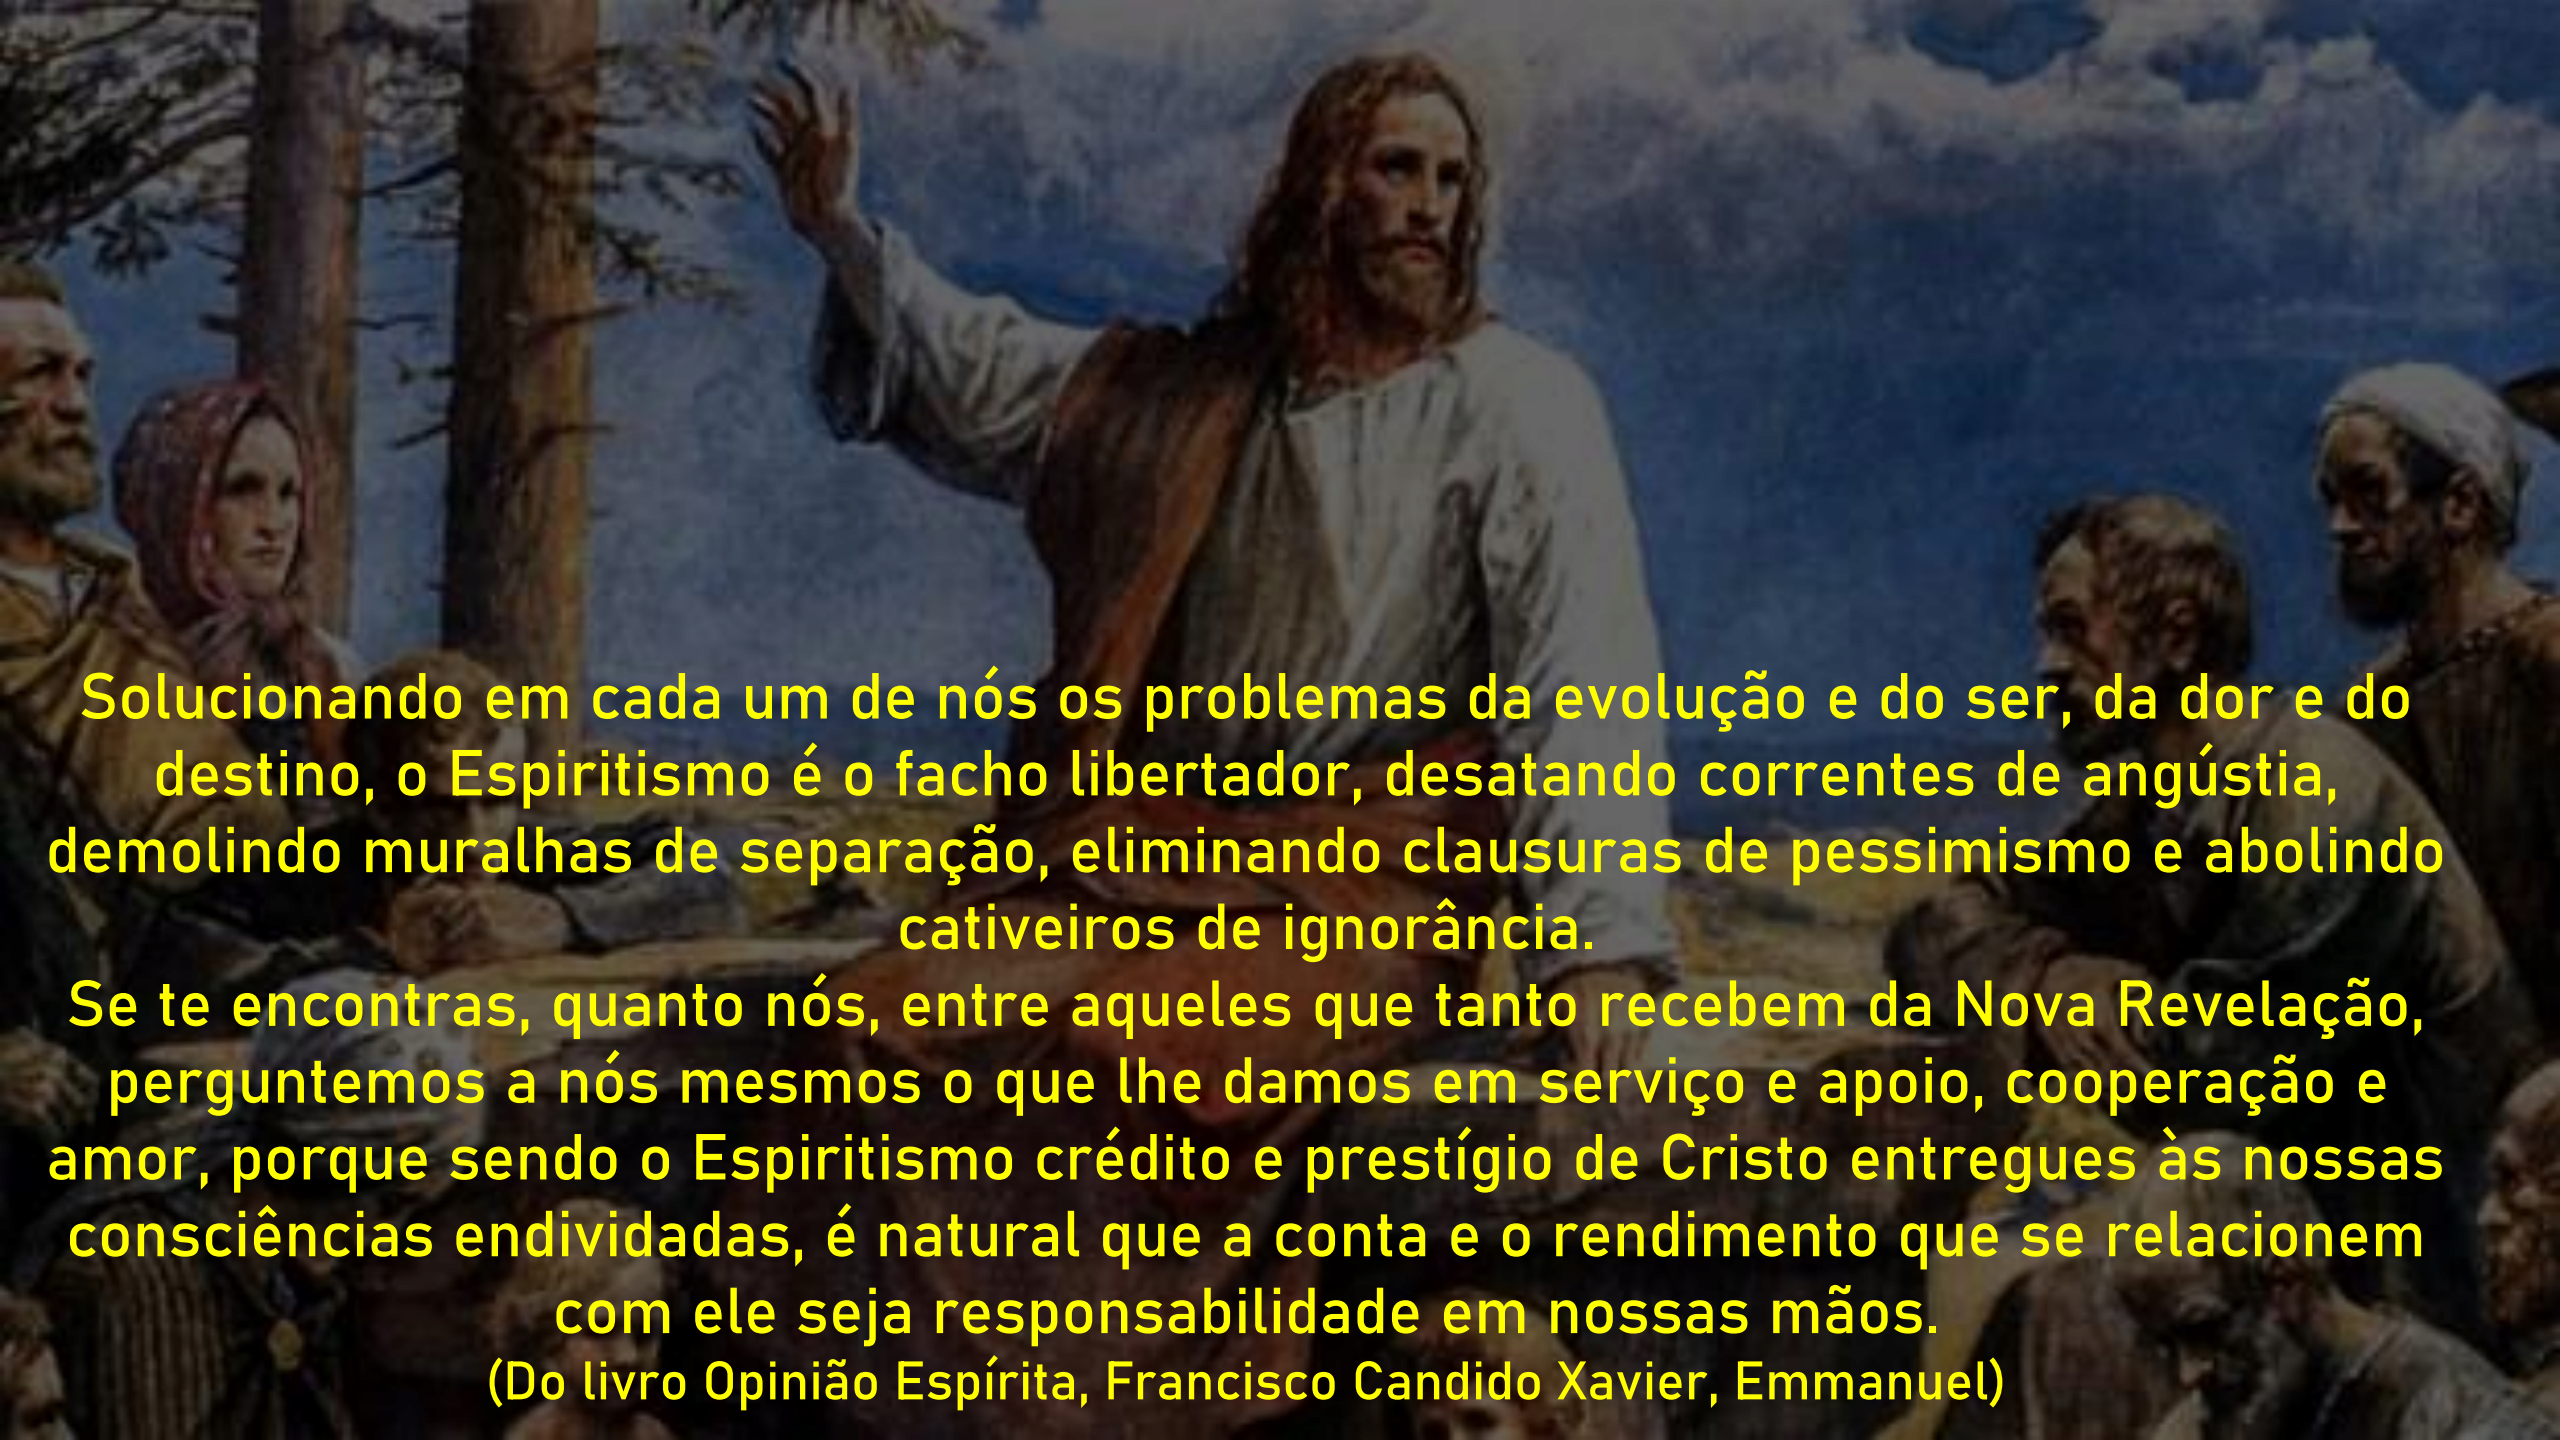 Solucionando em cada um de nós os problemas da evolução e do ser, da dor e do
destino, o Espiritismo é o facho libertador, desatando correntes de angústia,
demolindo muralhas de separação, eliminando clausuras de pessimismo e abolindo
cativeiros de ignorância.
Se te encontras, quanto nós, entre aqueles que tanto recebem da Nova Revelação,
perguntemos a nós mesmos o que lhe damos em serviço e apoio, cooperação e
amor, porque sendo o Espiritismo crédito e prestígio de Cristo entregues às nossas
consciências endividadas, é natural que a conta e o rendimento que se relacionem
com ele seja responsabilidade em nossas mãos.
(Do livro Opinião Espírita, Francisco Candido Xavier, Emmanuel)